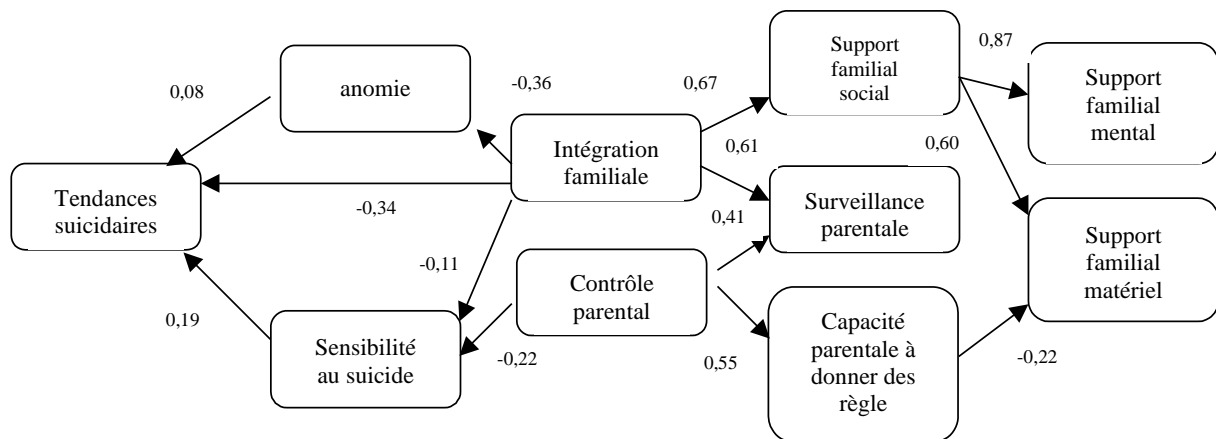 Support
familial
social
0,87
Support
familial
mental
0,08
anomie
-0,36
0,67
Intégration
familiale
0,61
0,60
Tendances
suicidaires
-0,34
0,41
Surveillance
parentale
Support
familial
matériel
-0,11
Contrôle
parental
0,19
Sensibilité
au suicide
-0,22
0,55
Capacité
parentale à
donner des
règle
-0,22